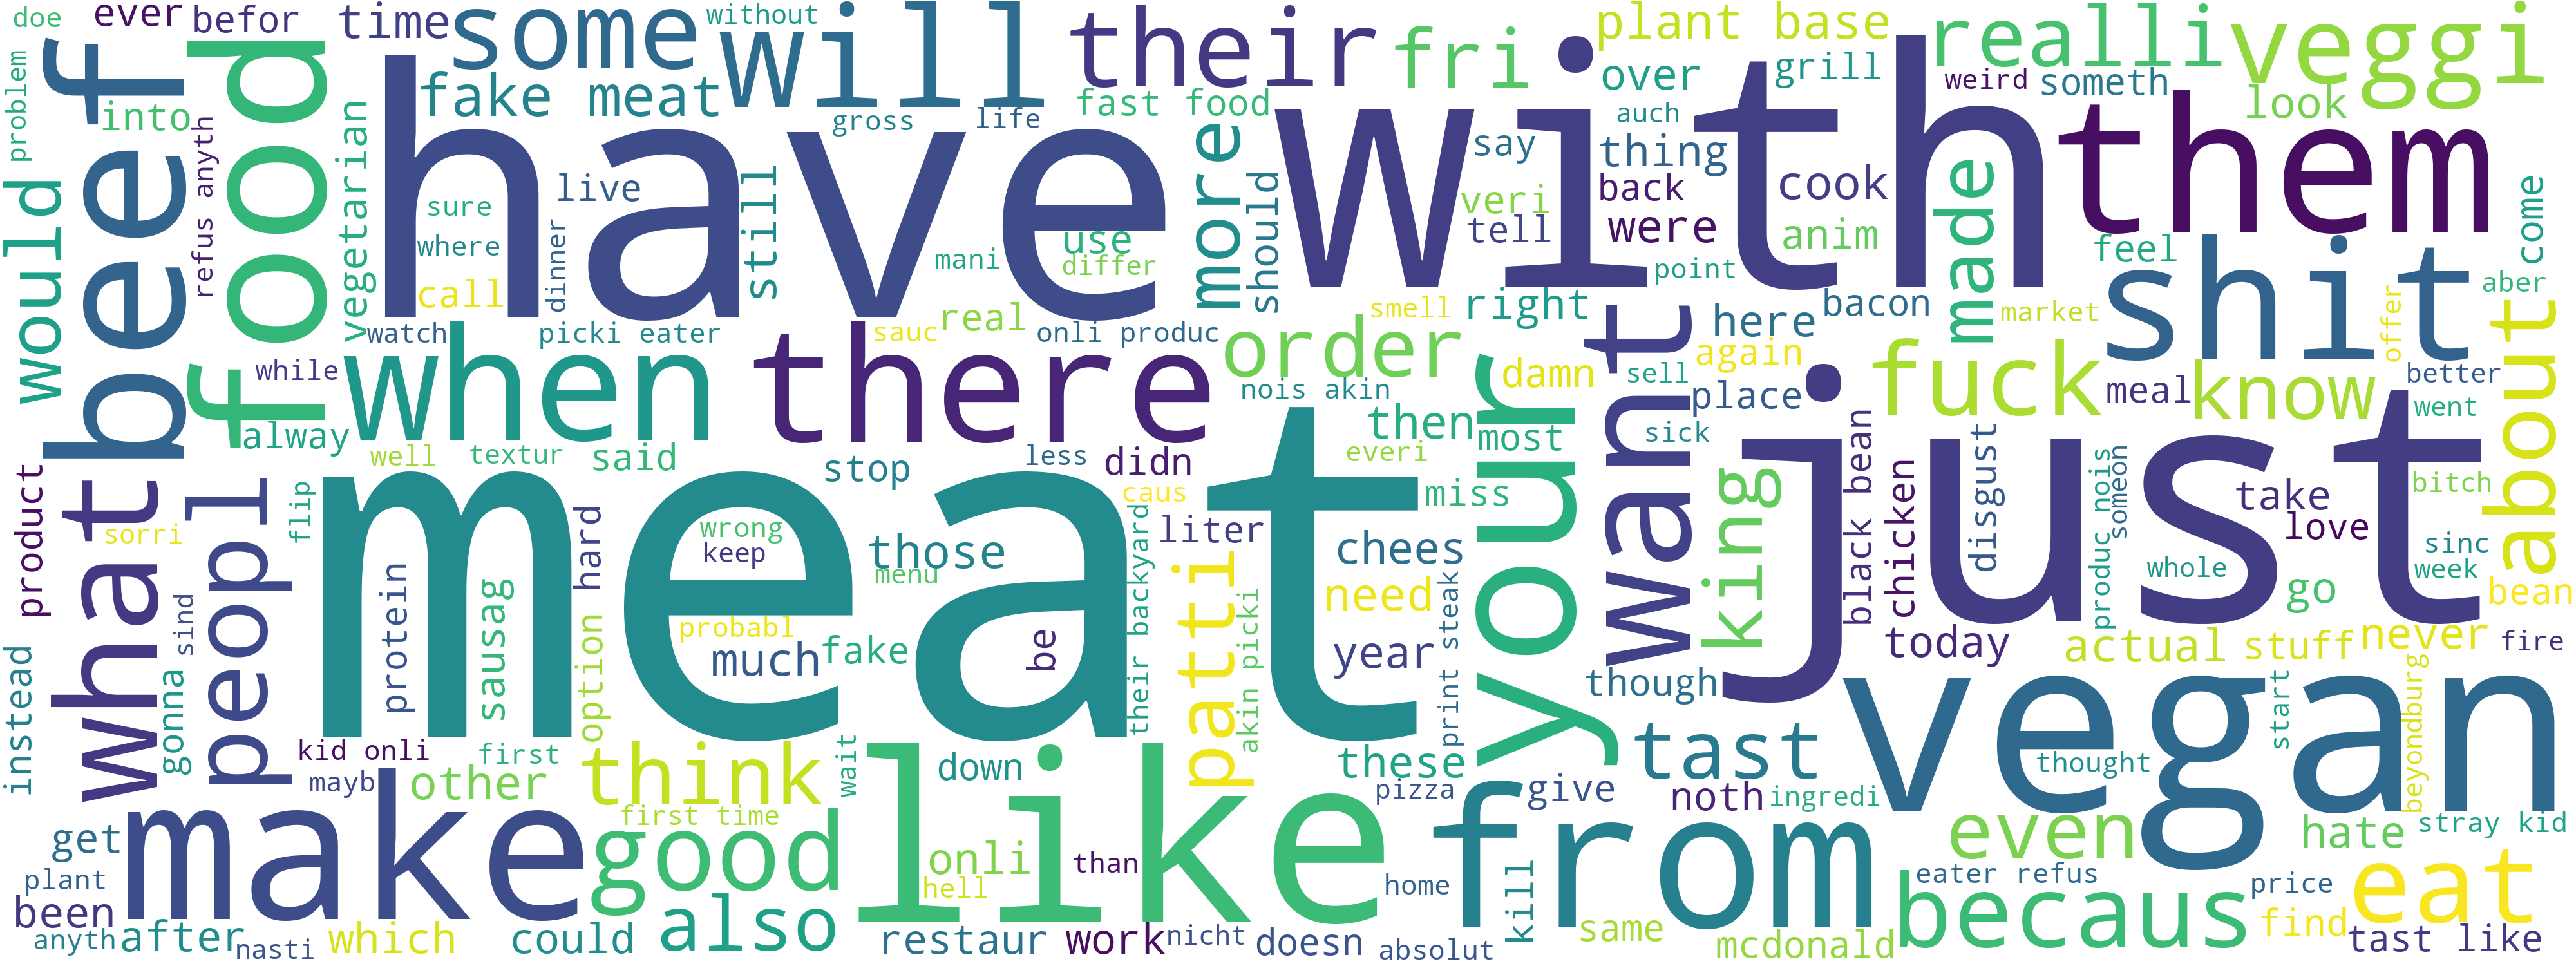 problem
doe
ever
befor
time
some
without
will
their
fri
plant base
realli
veggi
beef
food
into
refus anyth
fake meat
gross
life
fast food
over
grill
weird
someth
look
auch
have
with
them
would
vegetarian
sure
where
call
live
dinner
still
mani
use
differ
more
should
say
veri
tell
thing
back
were
cook
anim
point
made
feel
come
aber
watch
while
alway
when
picki eater
there
sauc
real
onli produc
order
smell
right
nois akin
then
most
damn
want
here
bacon
again
sell
place
sick
market
shit
offer
fuck
meal
know
better
went
about
what
product
peopl
sorri
flip
well
textur
said
stop
less
didn
everi
miss
your
king
just
black bean
chicken
disgust
produc nois
someon
take
love
whole
go
bitch
sinc
week
bean
meat
protein
sausag
option
hard
wrong
keep
probabl
much
those
menu
fake
be
caus
liter
their backyard
patti
akin picki
chees
need
year
print steak
though
today
actual
stuff
never
fire
instead
gonna
sind
kid onli
mayb
first
other
think
first time
wait
down
like
these
pizza
tast
give
noth
ingredi
vegan
thought
start
beyondburg
make
get
plant
been
anyth
after
nasti
which
could
good
also
onli
hell
than
restaur
work
nicht
doesn
home
absolut
from
kill
same
mcdonald
even
eater refus
becaus
hate
stray kid
price
find
eat
tast like